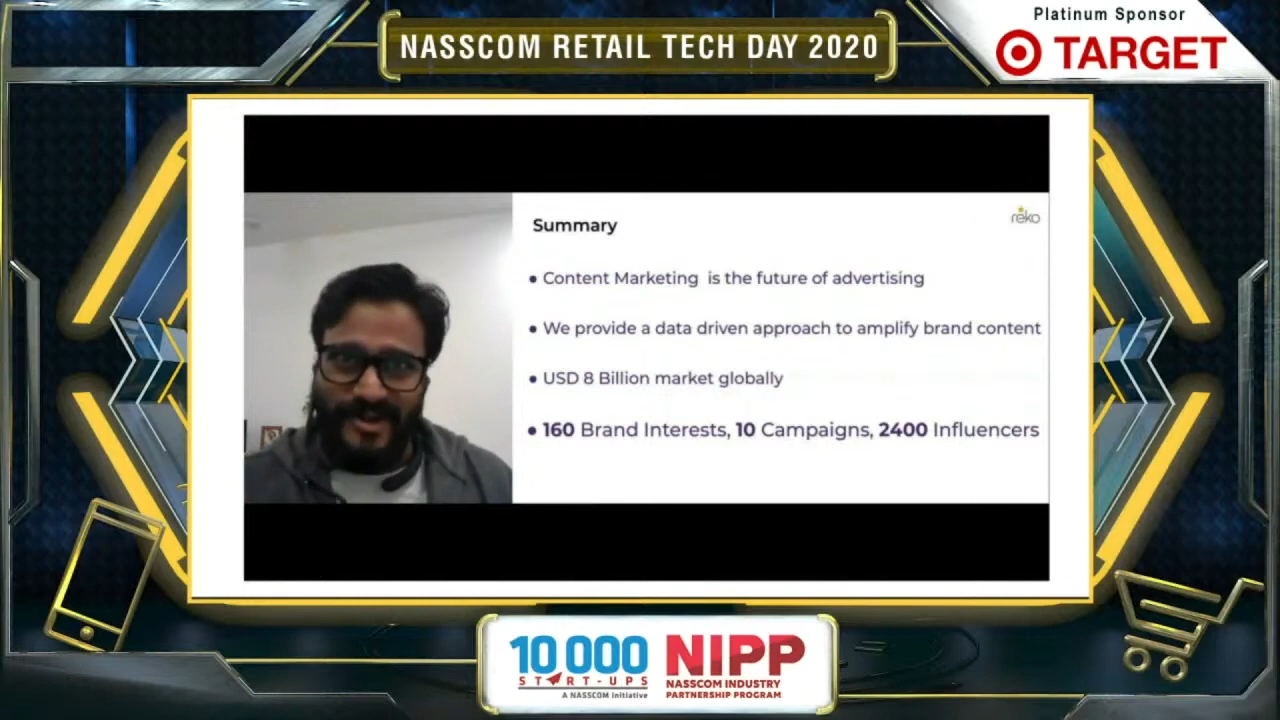 Platinum Sponsor
TARGET
NASSCOM RETAIL TECH DAY 2020
reko
Summary
• Content Marketing is the future of advertising
• We provide a data driven approach to amplify brand content
• USD 8 Billion market globally
• 160 Brand Interests, 10 Campaigns, 2400 Influencers
10 000
START-UPS
A NASSCOM Initiative
NIPP
NASSCOM INDUSTRY
PARTNERSHIP PROGRAM